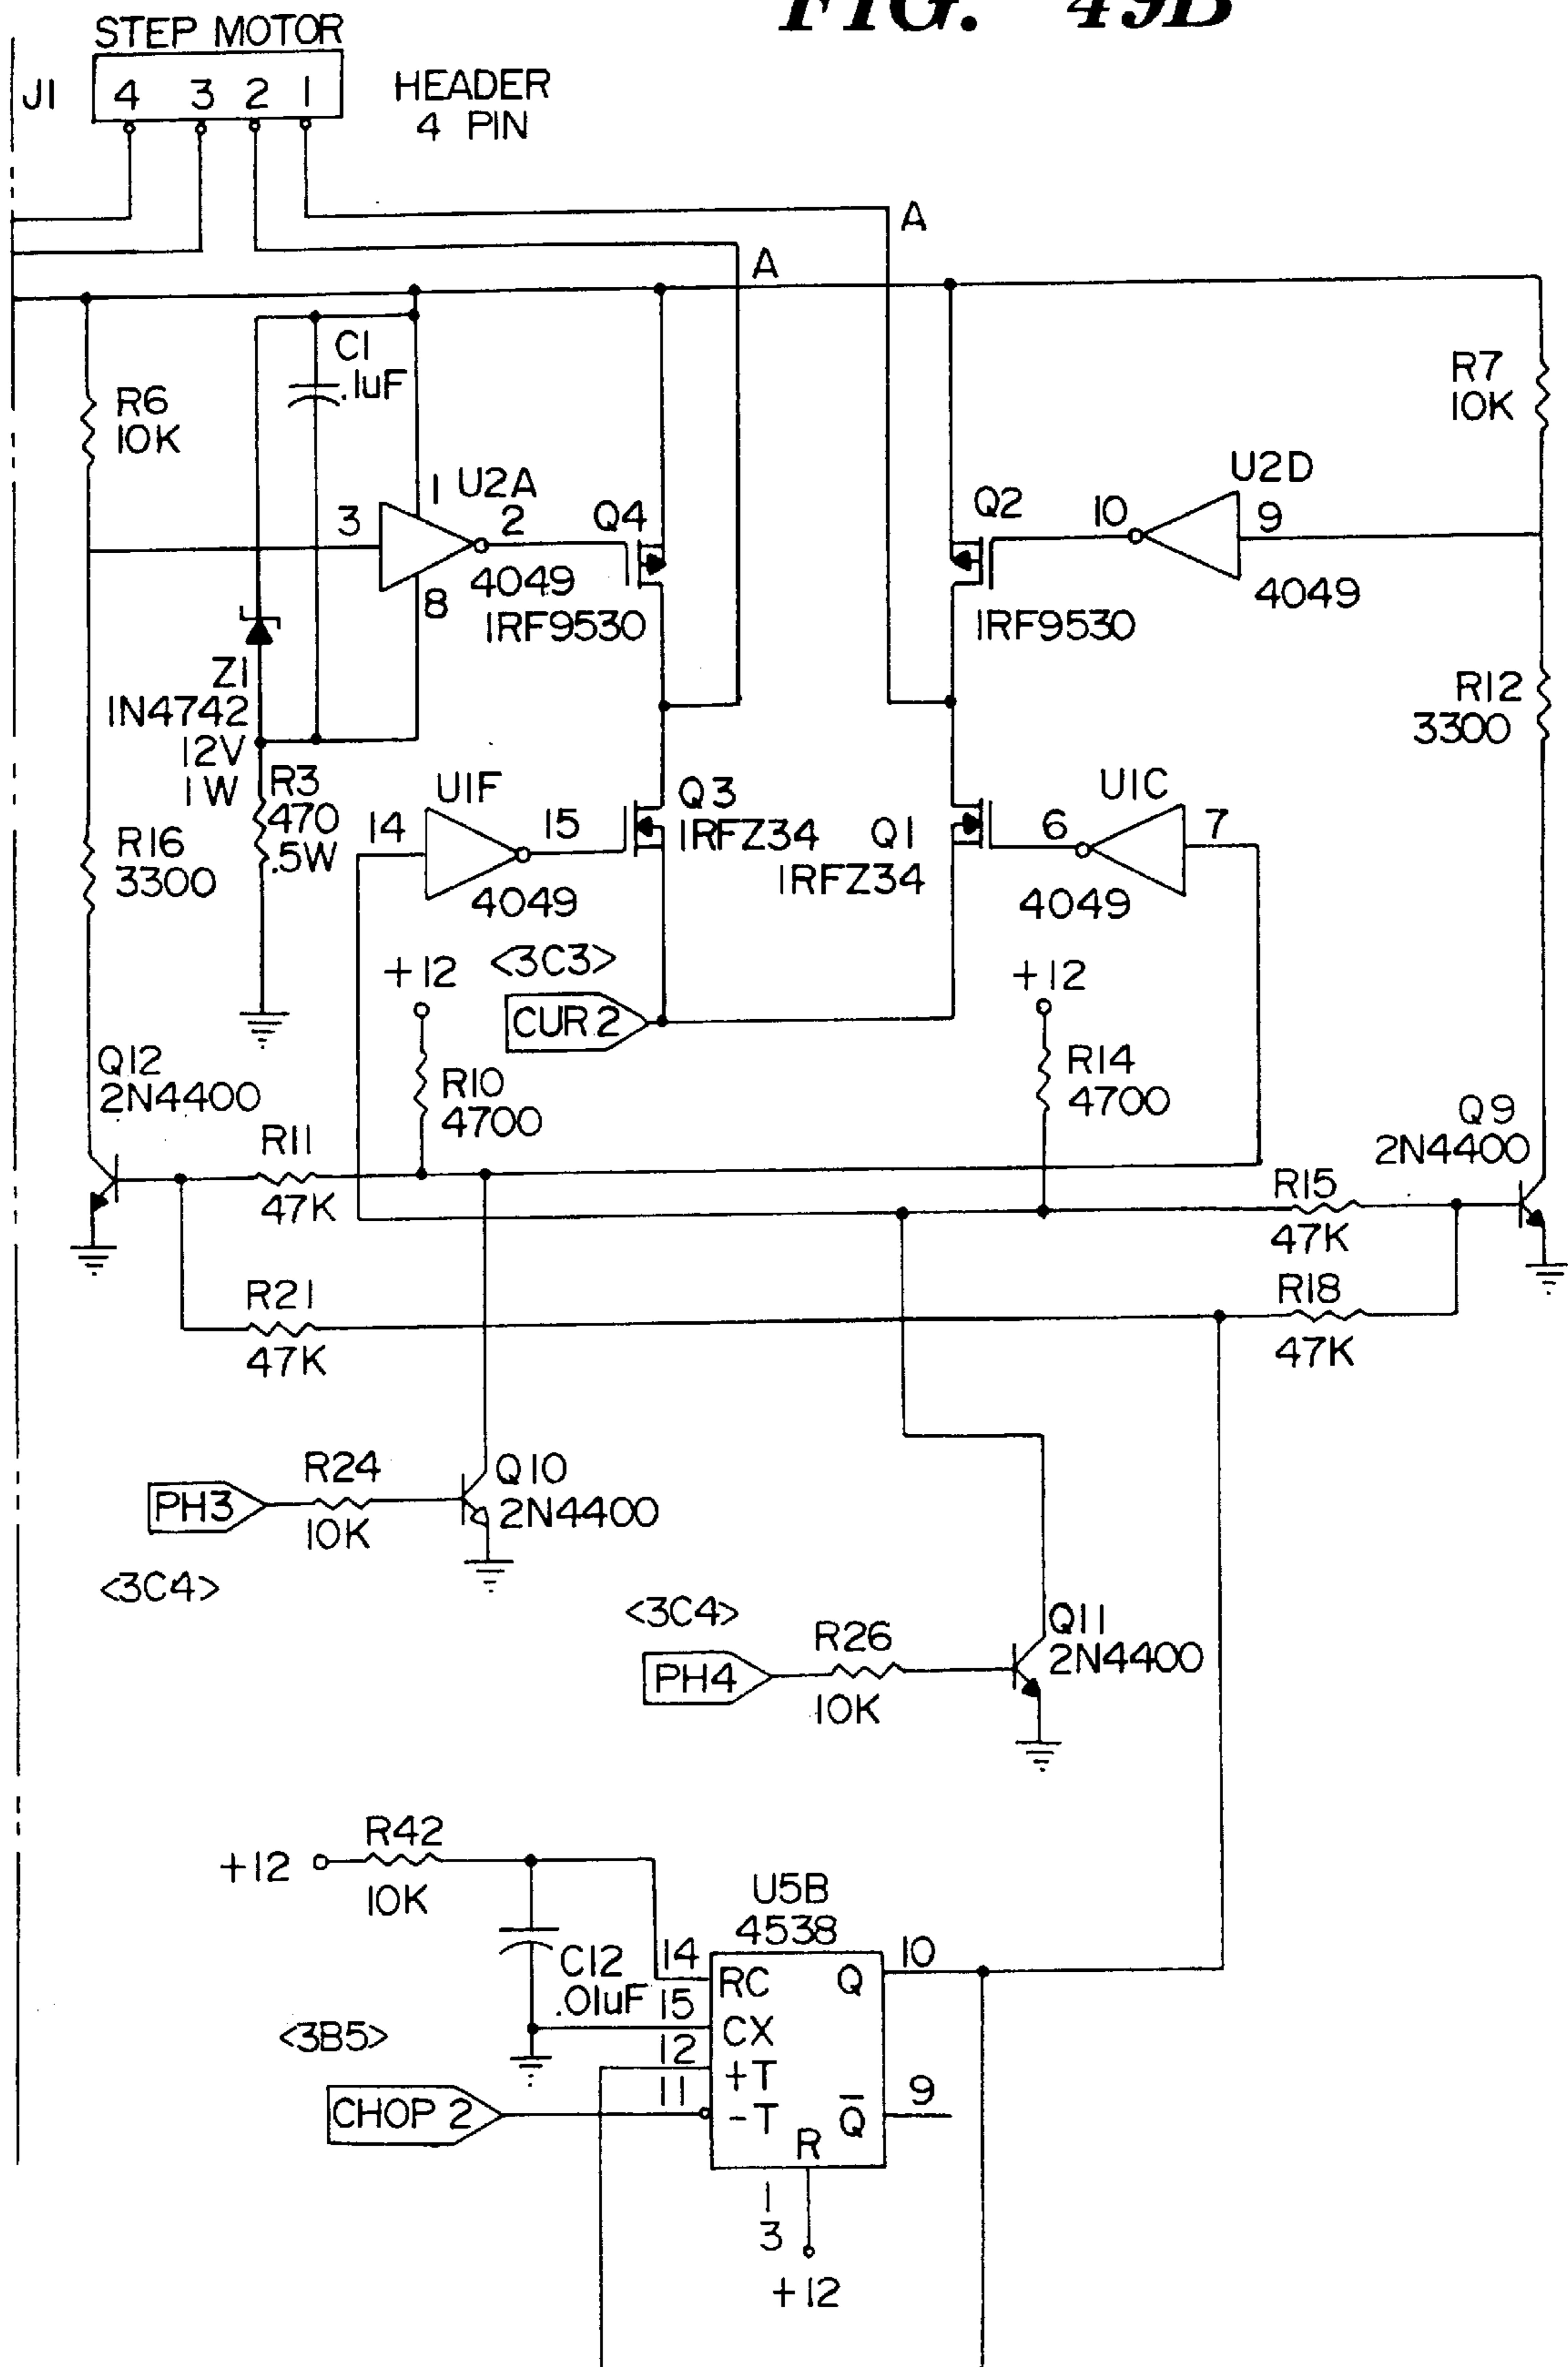 FIG. 49B
STEP MOTOR
J1
4 3 2 1
HEADER
4 PIN
A
A
C1
.1uF
R6
10K
R7
10K
1
U2A
3
2
4049
8
Q4
IRF9530
Q2
IRF9530
10
U2D
9
4049
Z1
1N4742
12V
1W
R3
470
.5W
R12
3300
R16
3300
U1F
14
15
4049
Q3
IRFZ34
Q1
IRFZ34
U1C
6
7
4049
<3C3>
CUR 2
+12
R10
4700
+12
R14
4700
Q12
2N4400
Q9
2N4400
R11
47K
R15
47K
R21
47K
R18
47K
PH3
R24
10K
Q10
2N4400
<3C4>
<3C4>
PH4
R26
10K
Q11
2N4400
+12
R42
10K
C12
.01uF
U5B
4538
14
RC
Q
10
15
CX
12
+T
11
-T
Q̅
9
R
<3B5>
CHOP 2
1
3
+12